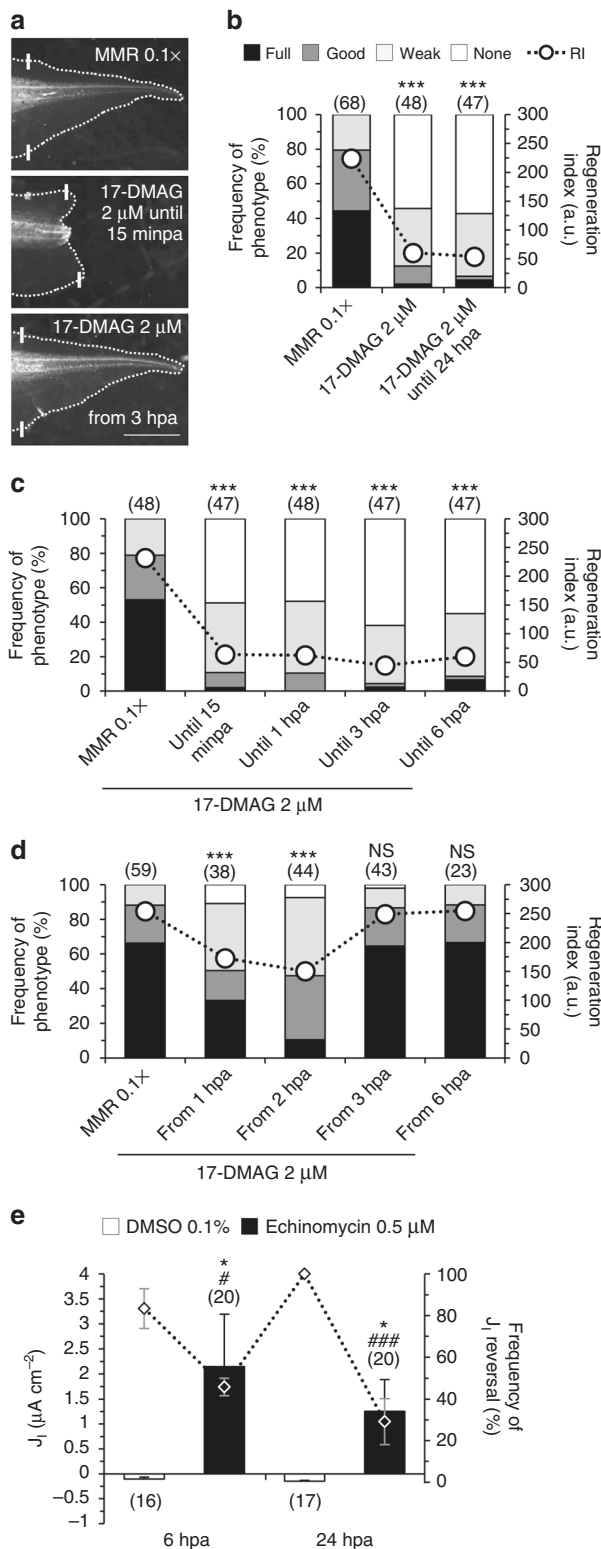 a
MMR 0.1×
17-DMAG
2 μM until
15 minpa
17-DMAG 2 μM
from 3 hpa
b
Full Good Weak None RI
*** ***
(68) (48) (47)
Frequency of
phenotype (%)
100
80
60
40
20
0
300
250
200
150
100
50
0
Regeneration
index (a.u.)
MMR 0.1×
17-DMAG 2 μM
17-DMAG 2 μM
until 24 hpa
c
*** *** *** ***
(48) (47) (48) (47) (47)
Frequency of
phenotype (%)
100
80
60
40
20
0
300
250
200
150
100
50
0
Regeneration
index (a.u.)
MMR 0.1×
Until 15
minpa
Until 1 hpa
Until 3 hpa
Until 6 hpa
17-DMAG 2 μM
d
*** *** NS NS
(59) (38) (44) (43) (23)
Frequency of
phenotype (%)
100
80
60
40
20
0
300
250
200
150
100
50
0
Regeneration
index (a.u.)
MMR 0.1×
From 1 hpa
From 2 hpa
From 3 hpa
From 6 hpa
17-DMAG 2 μM
e
DMSO 0.1% Echinomycin 0.5 μM
J_I (μA cm⁻²)
4
3.5
3
2.5
2
1.5
1
0.5
0
−0.5
−1
*
#
(20)
*
###
(20)
100
80
60
40
20
0
Frequency of
J_I reversal (%)
(16) (17)
6 hpa 24 hpa